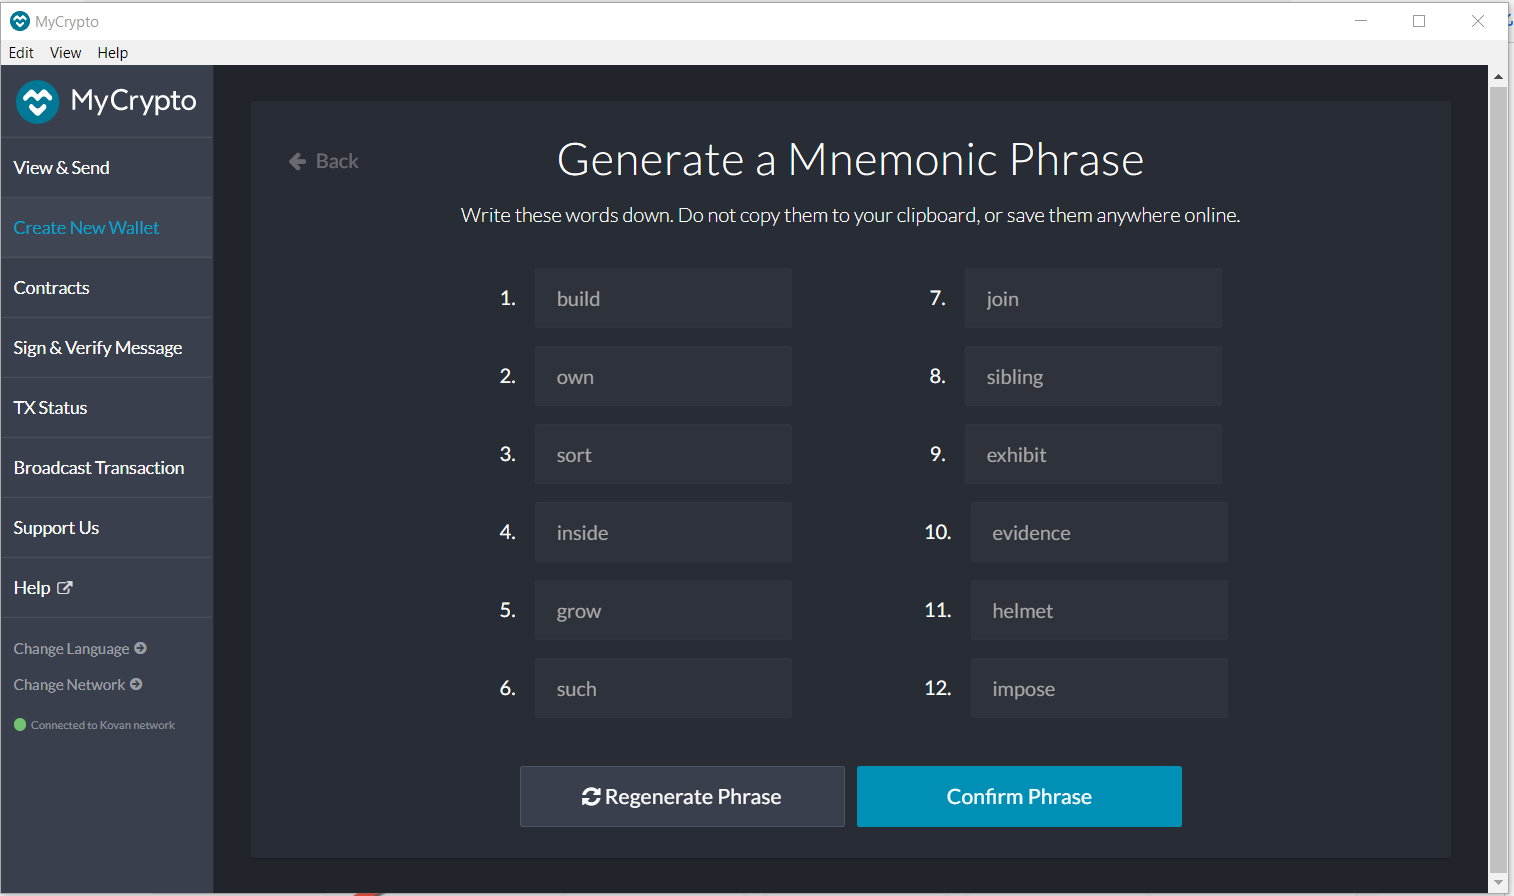 MyCrypto
Edit View Help
MyCrypto
View & Send
Create New Wallet
Contracts
Sign & Verify Message
TX Status
Broadcast Transaction
Support Us
Help
Change Language
Change Network
Connected to Kovan network
Back
Generate a Mnemonic Phrase
Write these words down. Do not copy them to your clipboard, or save them anywhere online.
1. build
2. own
3. sort
4. inside
5. grow
6. such
7. join
8. sibling
9. exhibit
10. evidence
11. helmet
12. impose
Regenerate Phrase
Confirm Phrase